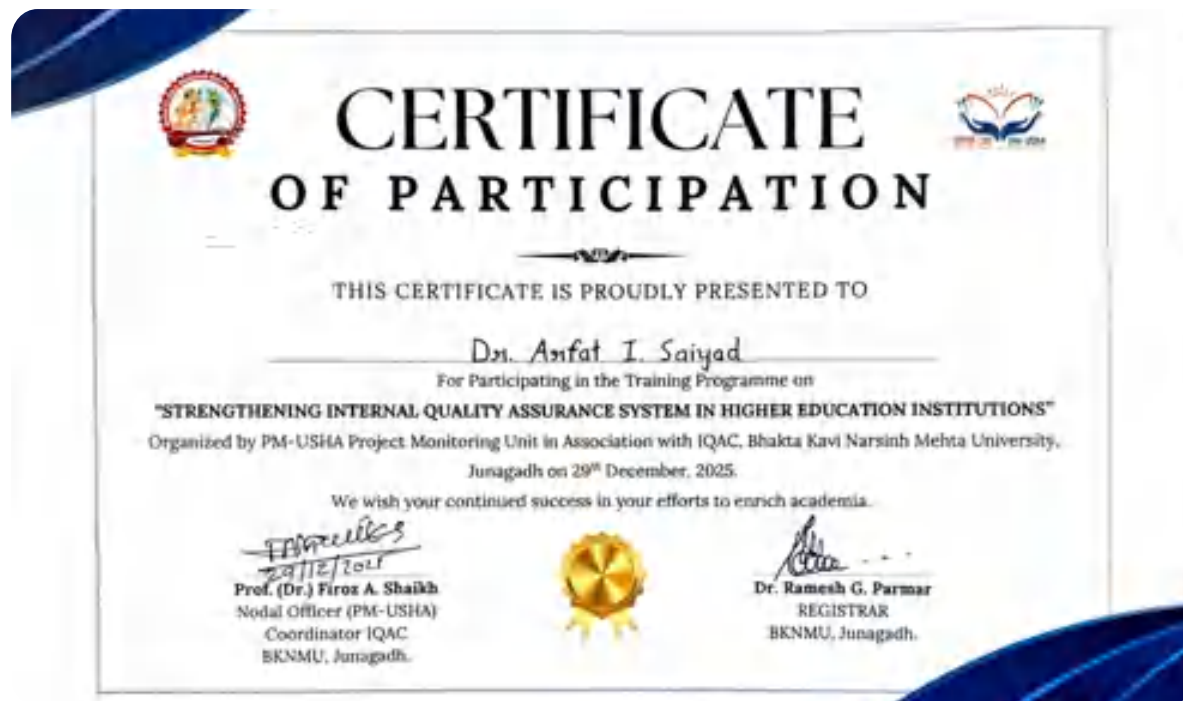 CERTIFICATE
OF PARTICIPATION
THIS CERTIFICATE IS PROUDLY PRESENTED TO
Dr. Arfat I. Saiyad
For Participating in the Training Programme on
"STRENGTHENING INTERNAL QUALITY ASSURANCE SYSTEM IN HIGHER EDUCATION INSTITUTIONS"
Organized by PM-USHA Project Monitoring Unit in Association with IQAC, Bhakta Kavi Narsinh Mehta University,
Junagadh on 29th December, 2025.
We wish your continued success in your efforts to enrich academia.
29/12/2025
Prof. (Dr.) Firoz A. Shaikh
Nodal Officer (PM-USHA)
Coordinator IQAC
BKNMU, Junagadh.
Dr. Ramesh G. Parmar
REGISTRAR
BKNMU, Junagadh.